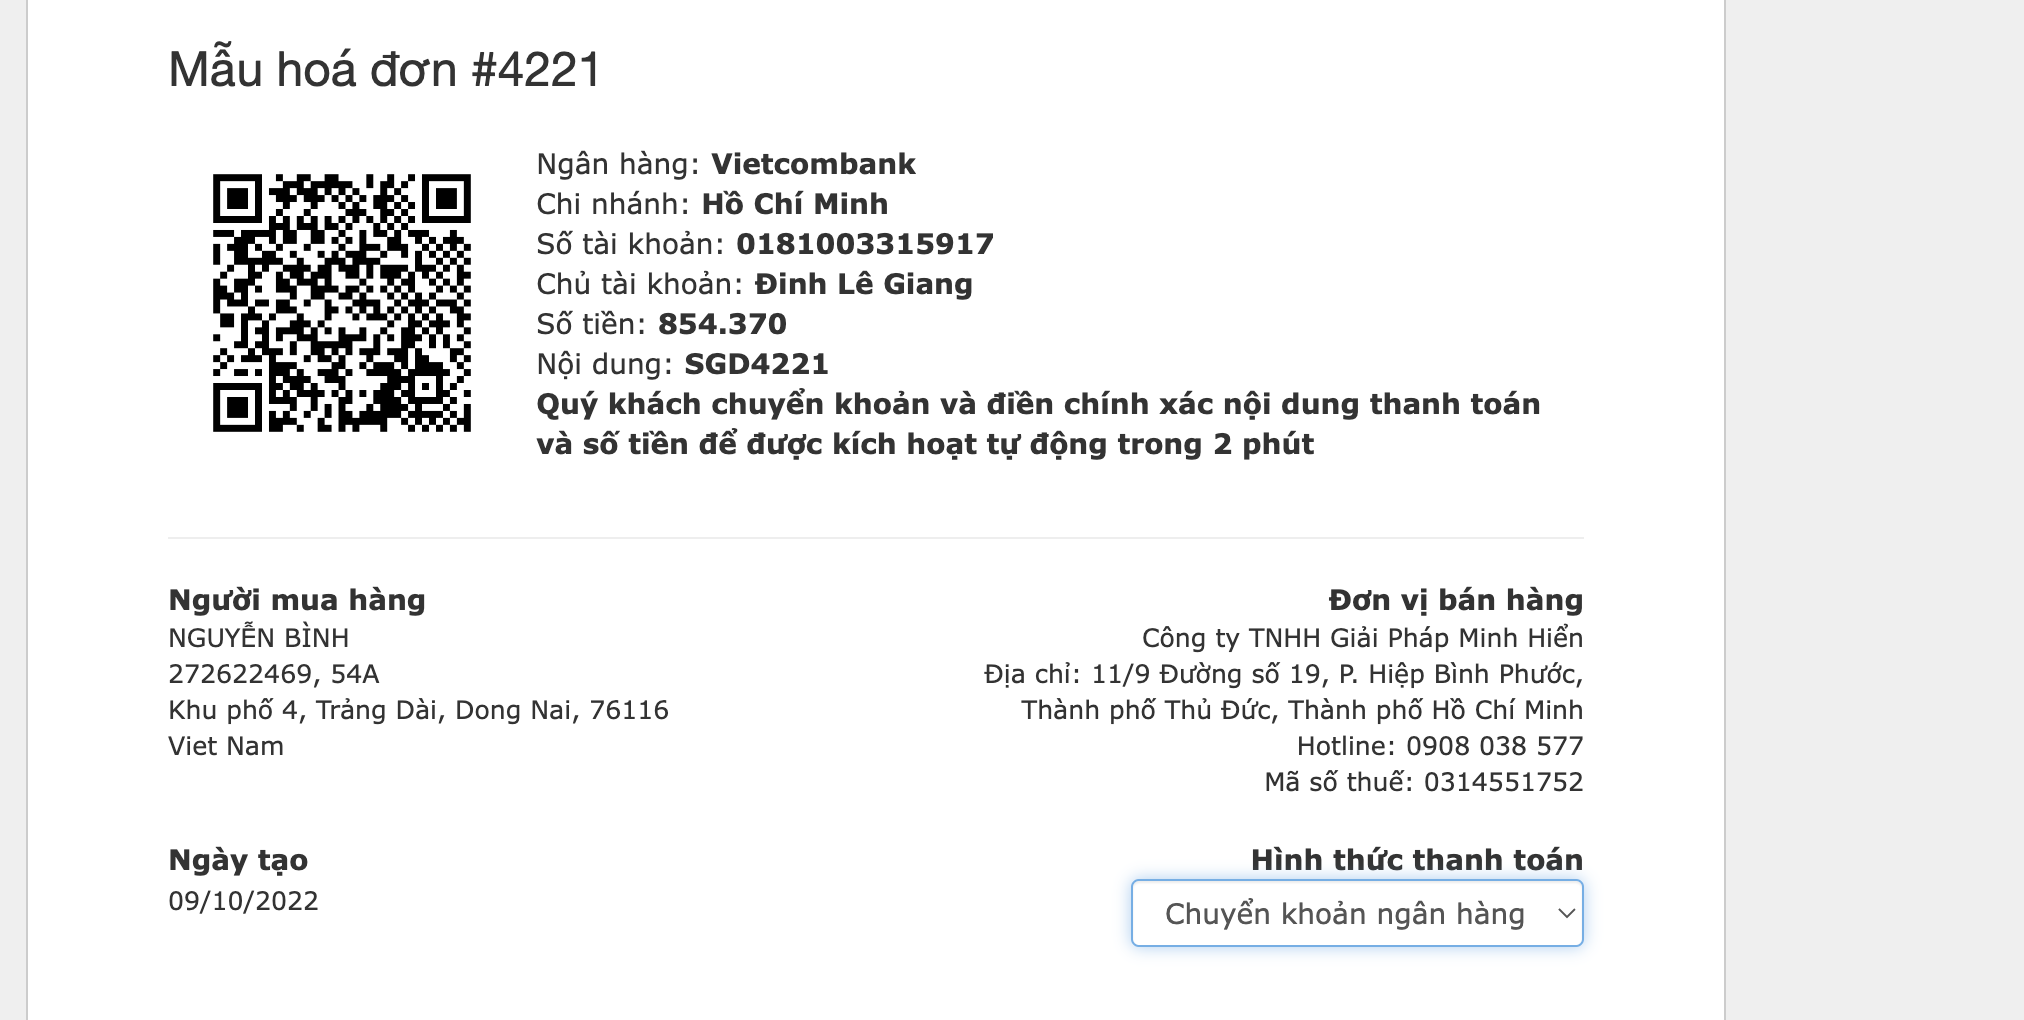 Mẫu hoá đơn #4221
Ngân hàng: Vietcombank
Chi nhánh: Hồ Chí Minh
Số tài khoản: 0181003315917
Chủ tài khoản: Đinh Lê Giang
Số tiền: 854.370
Nội dung: SGD4221
Quý khách chuyển khoản và điền chính xác nội dung thanh toán
và số tiền để được kích hoạt tự động trong 2 phút
Người mua hàng
NGUYỄN BÌNH
272622469, 54A
Khu phố 4, Trảng Dài, Dong Nai, 76116
Viet Nam
Đơn vị bán hàng
Công ty TNHH Giải Pháp Minh Hiển
Địa chỉ: 11/9 Đường số 19, P. Hiệp Bình Phước,
Thành phố Thủ Đức, Thành phố Hồ Chí Minh
Hotline: 0908 038 577
Mã số thuế: 0314551752
Ngày tạo
09/10/2022
Hình thức thanh toán
Chuyển khoản ngân hàng